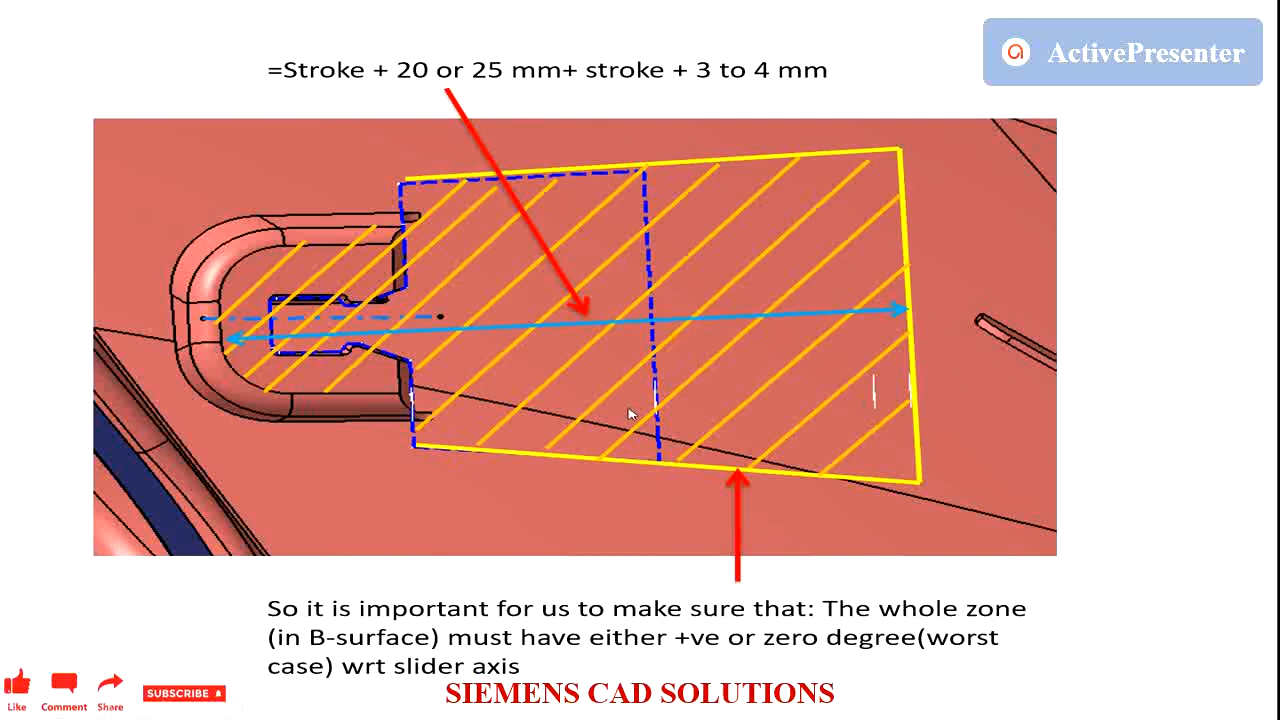 ActivePresenter
=Stroke + 20 or 25 mm+ stroke + 3 to 4 mm
So it is important for us to make sure that: The whole zone
(in B-surface) must have either +ve or zero degree(worst
case) wrt slider axis
Like
Comment
Share
SUBSCRIBE
SIEMENS CAD SOLUTIONS